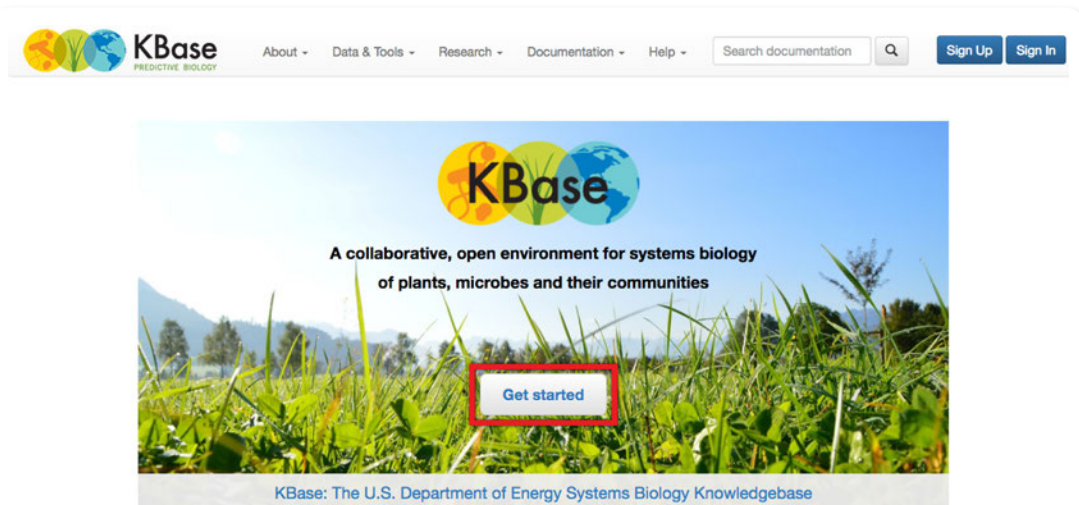 KBase
PREDICTIVE BIOLOGY
About
Data & Tools
Research
Documentation
Help
Search documentation
Sign Up
Sign In
KBase
A collaborative, open environment for systems biology
of plants, microbes and their communities
Get started
KBase: The U.S. Department of Energy Systems Biology Knowledgebase